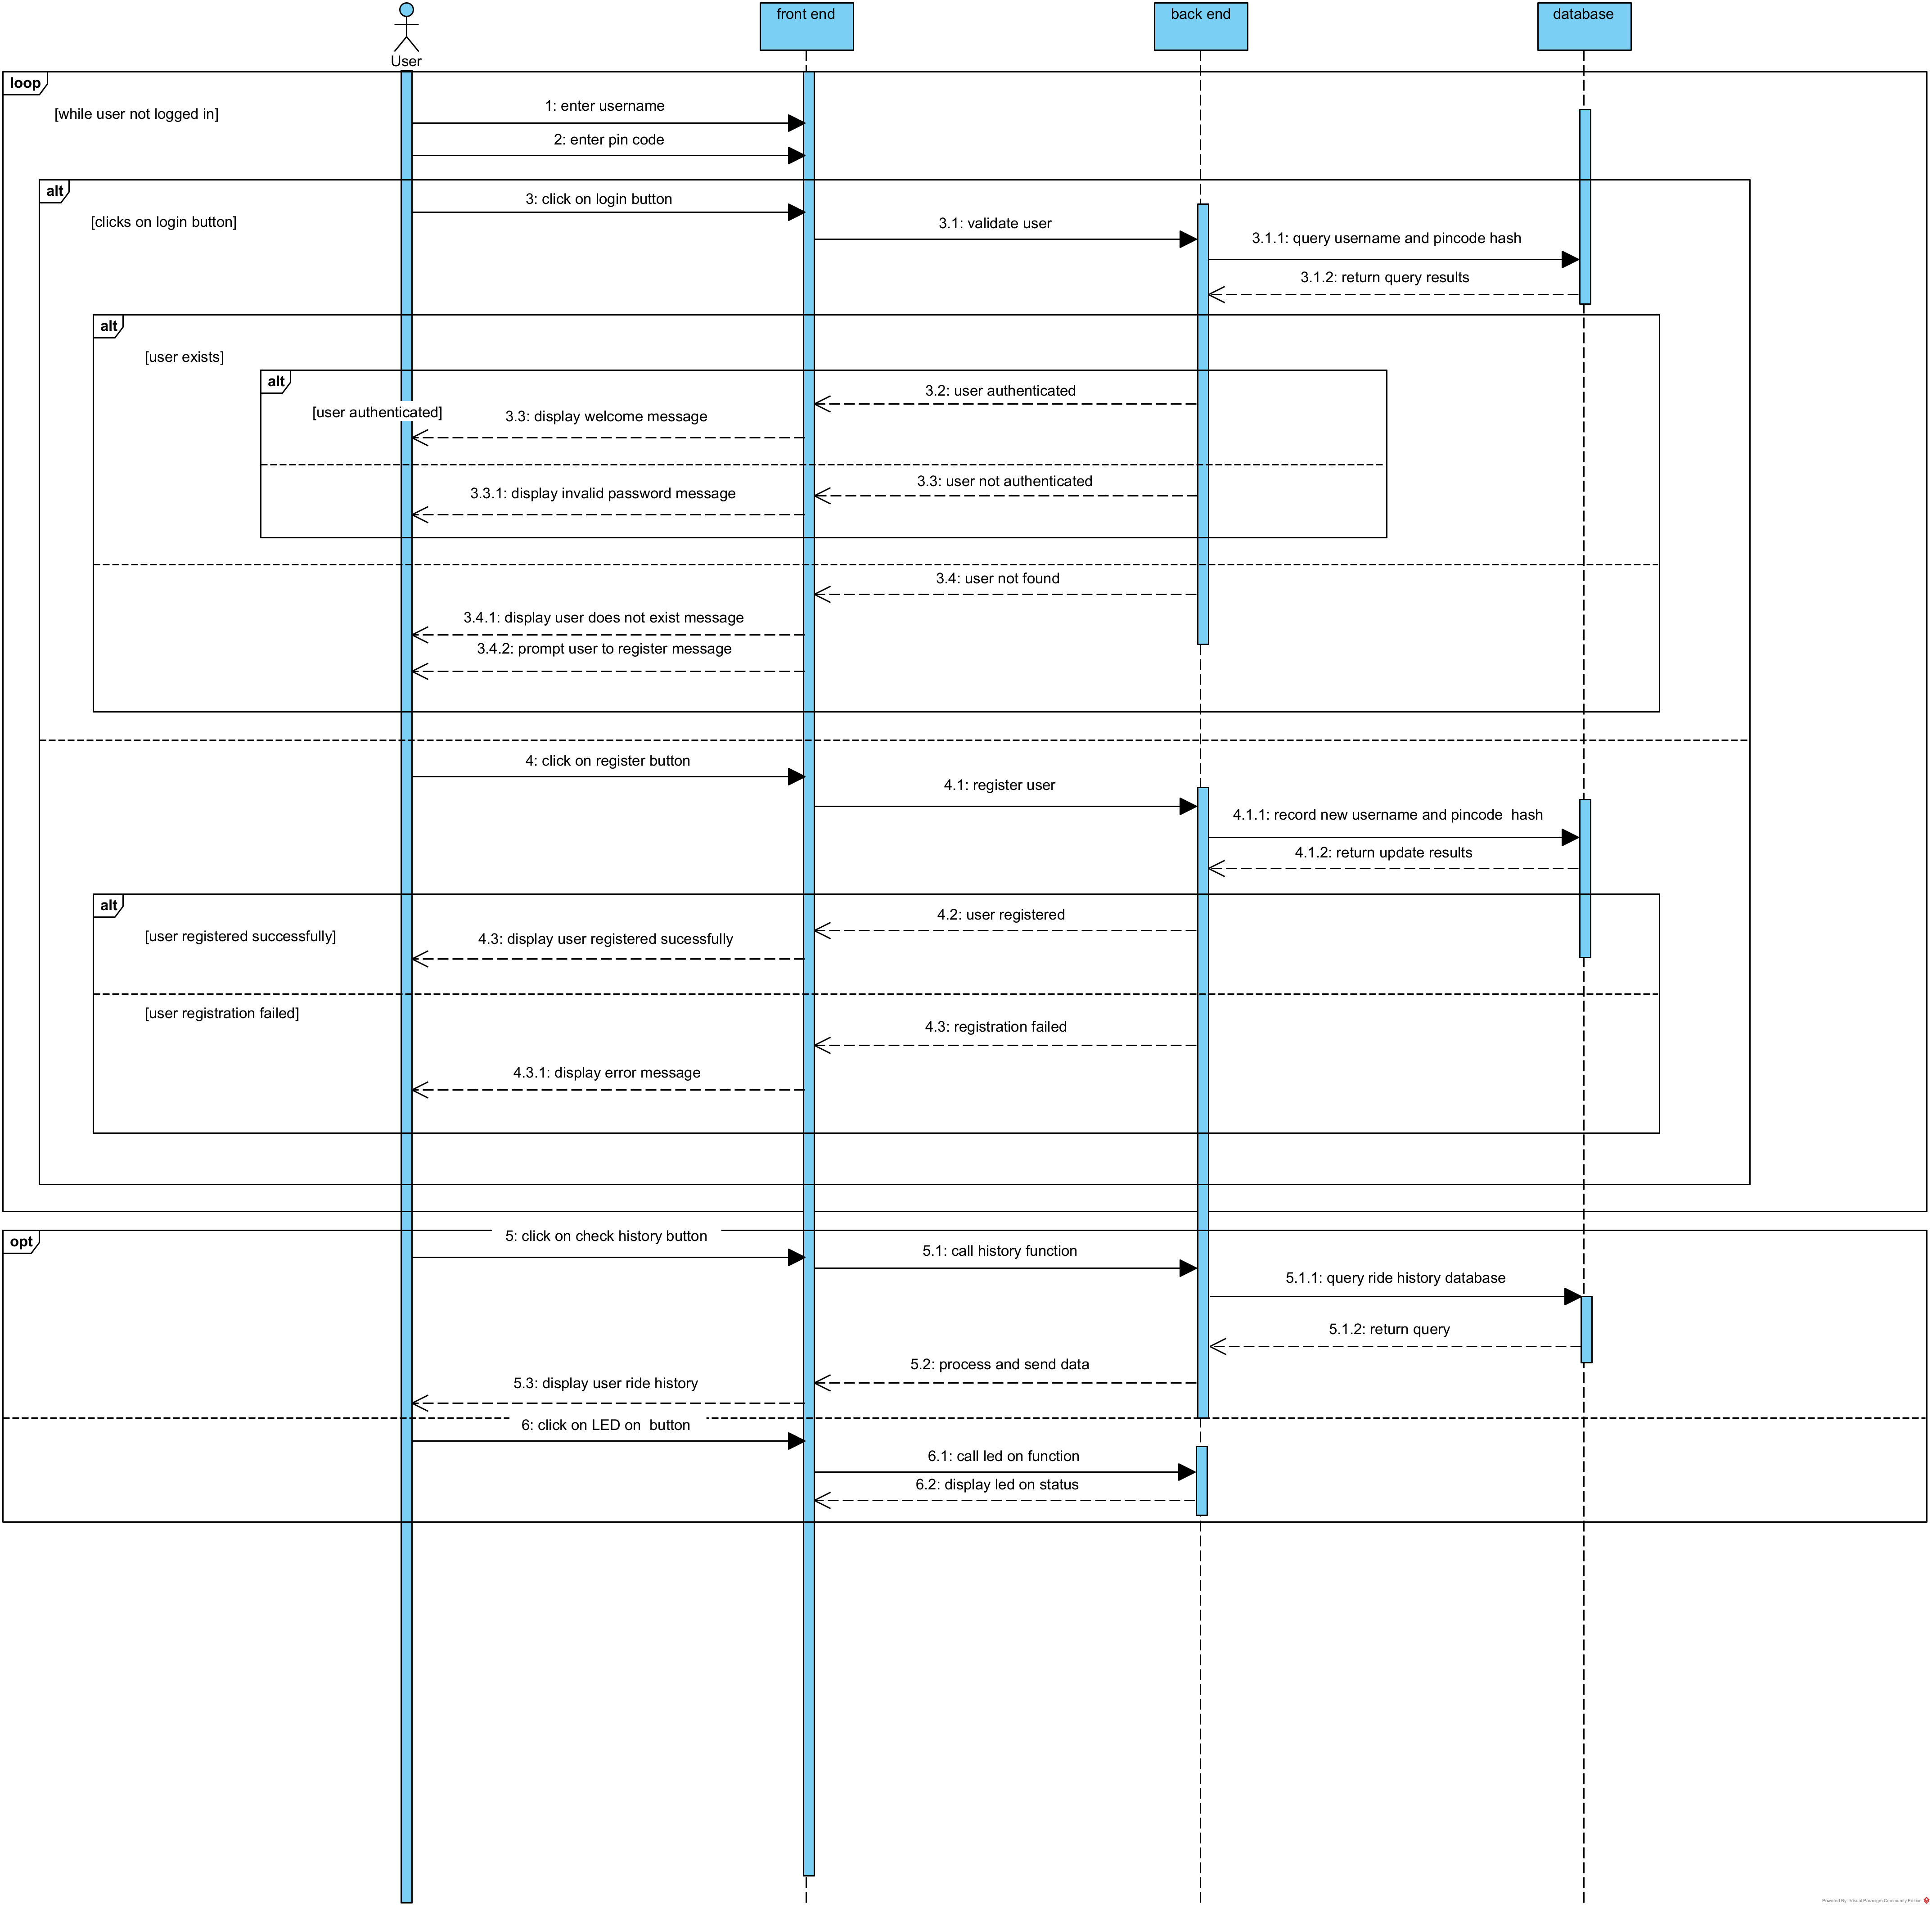 User
front end
back end
database
loop
[while user not logged in]
1: enter username
2: enter pin code
alt
[clicks on login button]
3: click on login button
3.1: validate user
3.1.1: query username and pincode hash
3.1.2: return query results
alt
[user exists]
alt
[user authenticated]
3.2: user authenticated
3.3: display welcome message
3.3: user not authenticated
3.3.1: display invalid password message
3.4: user not found
3.4.1: display user does not exist message
3.4.2: prompt user to register message
4: click on register button
4.1: register user
4.1.1: record new username and pincode  hash
4.1.2: return update results
alt
[user registered successfully]
4.2: user registered
4.3: display user registered sucessfully
[user registration failed]
4.3: registration failed
4.3.1: display error message
opt
5: click on check history button
5.1: call history function
5.1.1: query ride history database
5.1.2: return query
5.2: process and send data
5.3: display user ride history
6: click on LED on  button
6.1: call led on function
6.2: display led on status
Powered By: Visual Paradigm Community Edition